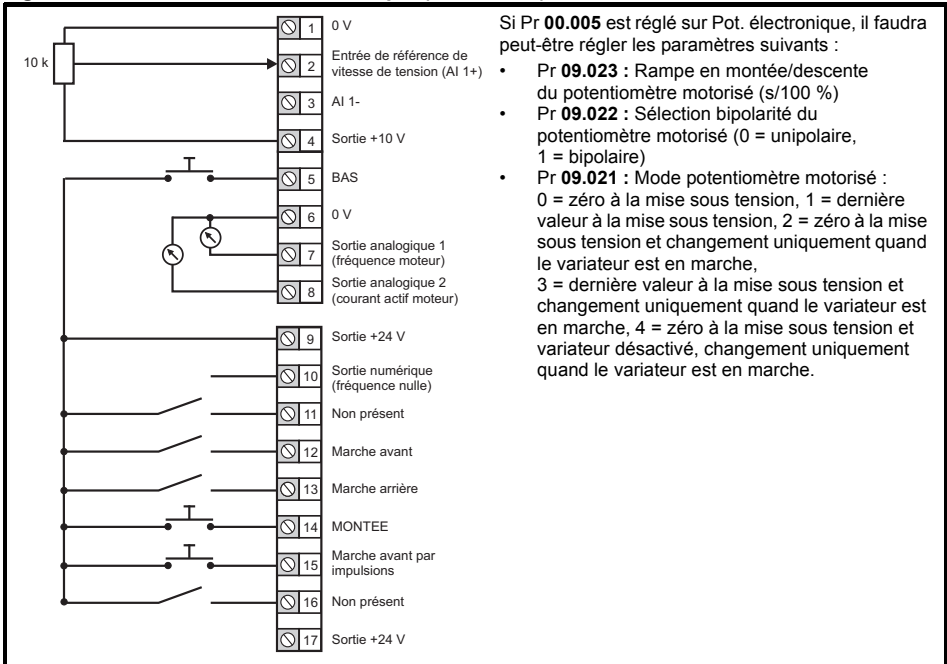 10 k
1 0 V
2 Entrée de référence de
vitesse de tension (AI 1+)
3 AI 1-
4 Sortie +10 V
5 BAS
6 0 V
7 Sortie analogique 1
(fréquence moteur)
8 Sortie analogique 2
(courant actif moteur)
9 Sortie +24 V
10 Sortie numérique
(fréquence nulle)
11 Non présent
12 Marche avant
13 Marche arrière
14 MONTEE
15 Marche avant par
impulsions
16 Non présent
17 Sortie +24 V
Si Pr 00.005 est réglé sur Pot. électronique, il faudra
peut-être régler les paramètres suivants :
• Pr 09.023 : Rampe en montée/descente
du potentiomètre motorisé (s/100 %)
• Pr 09.022 : Sélection bipolarité du
potentiomètre motorisé (0 = unipolaire,
1 = bipolaire)
• Pr 09.021 : Mode potentiomètre motorisé :
0 = zéro à la mise sous tension, 1 = dernière
valeur à la mise sous tension, 2 = zéro à la mise
sous tension et changement uniquement quand
le variateur est en marche,
3 = dernière valeur à la mise sous tension et
changement uniquement quand le variateur est
en marche, 4 = zéro à la mise sous tension et
variateur désactivé, changement uniquement
quand le variateur est en marche.